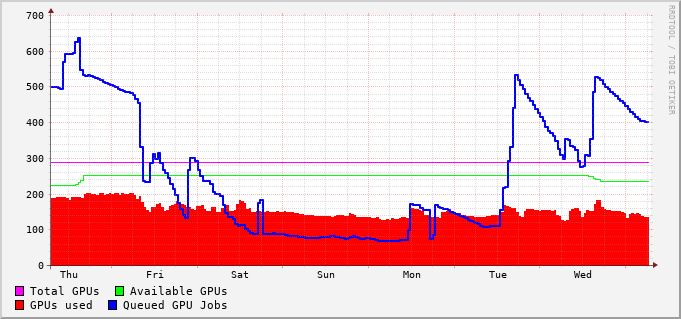 700
600
500
400
300
200
100
0
Thu Fri Sat Sun Mon Tue Wed
Total GPUs Available GPUs
GPUs used Queued GPU Jobs
RRDTOOL / TOBI OETIKER